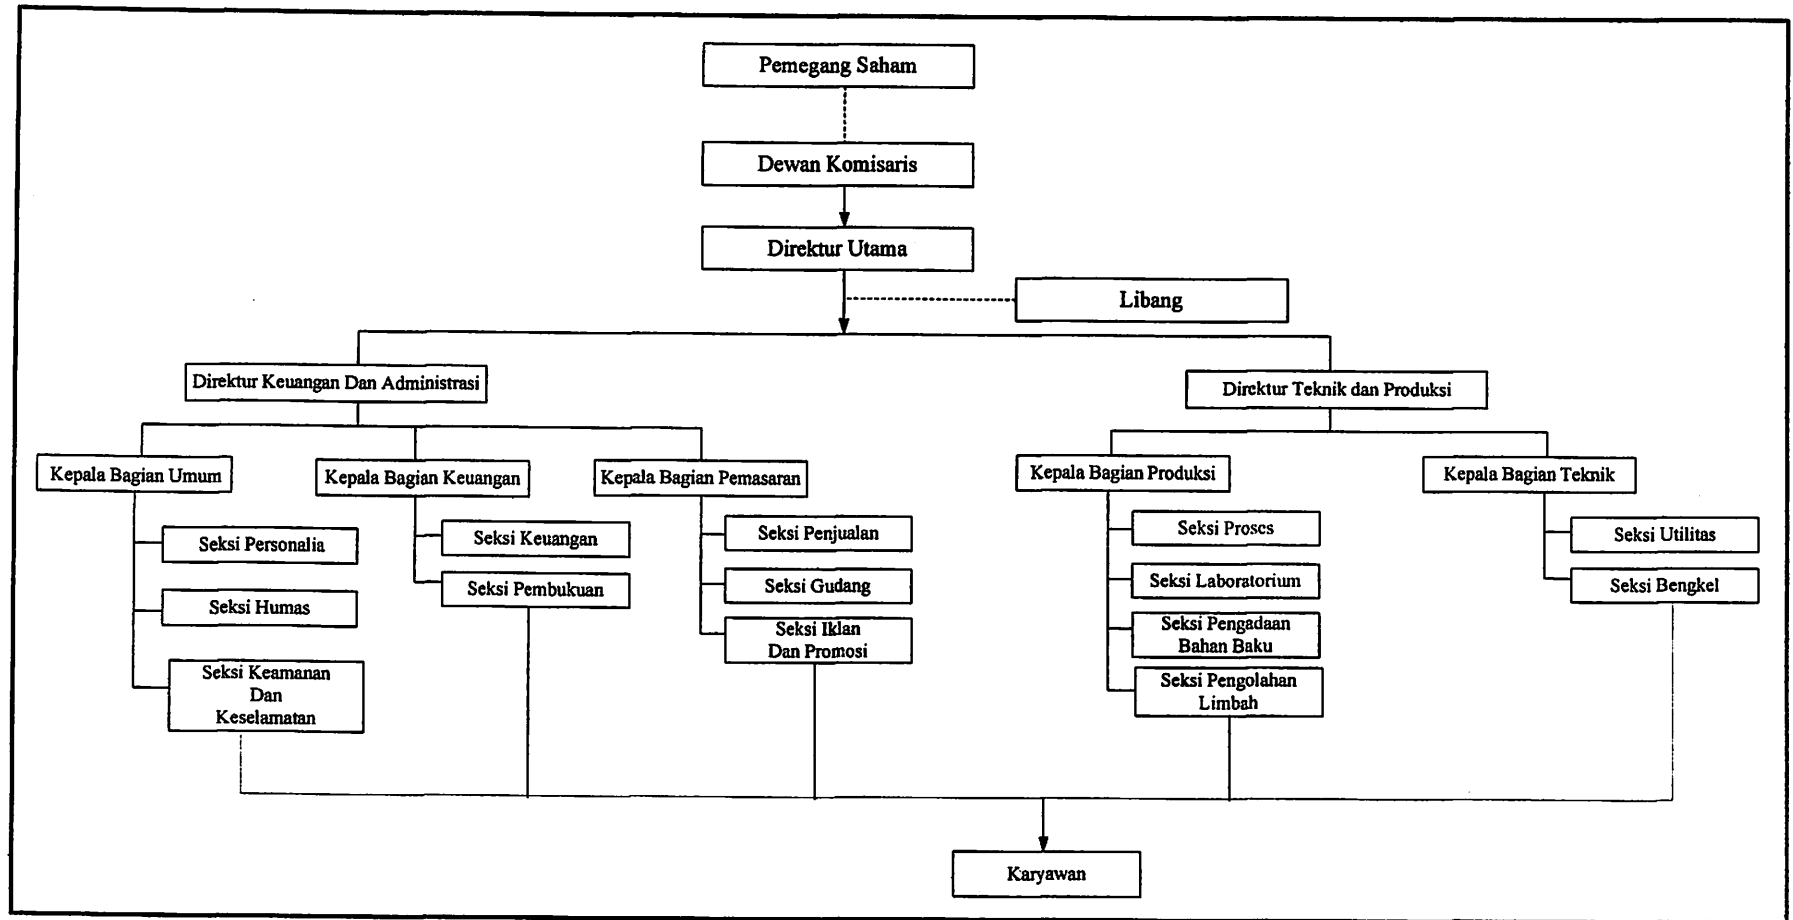 Pemegang Saham
Dewan Komisaris
Direktur Utama
Libang
Direktur Keuangan Dan Administrasi
Direktur Teknik dan Produksi
Kepala Bagian Umum
Kepala Bagian Keuangan
Kepala Bagian Pemasaran
Kepala Bagian Produksi
Kepala Bagian Teknik
Seksi Personalia
Seksi Humas
Seksi Keamanan
Dan
Keselamatan
Seksi Keuangan
Seksi Pembukuan
Seksi Penjualan
Seksi Gudang
Seksi Iklan
Dan Promosi
Seksi Proses
Seksi Laboratorium
Seksi Pengadaan
Bahan Baku
Seksi Pengolahan
Limbah
Seksi Utilitas
Seksi Bengkel
Karyawan